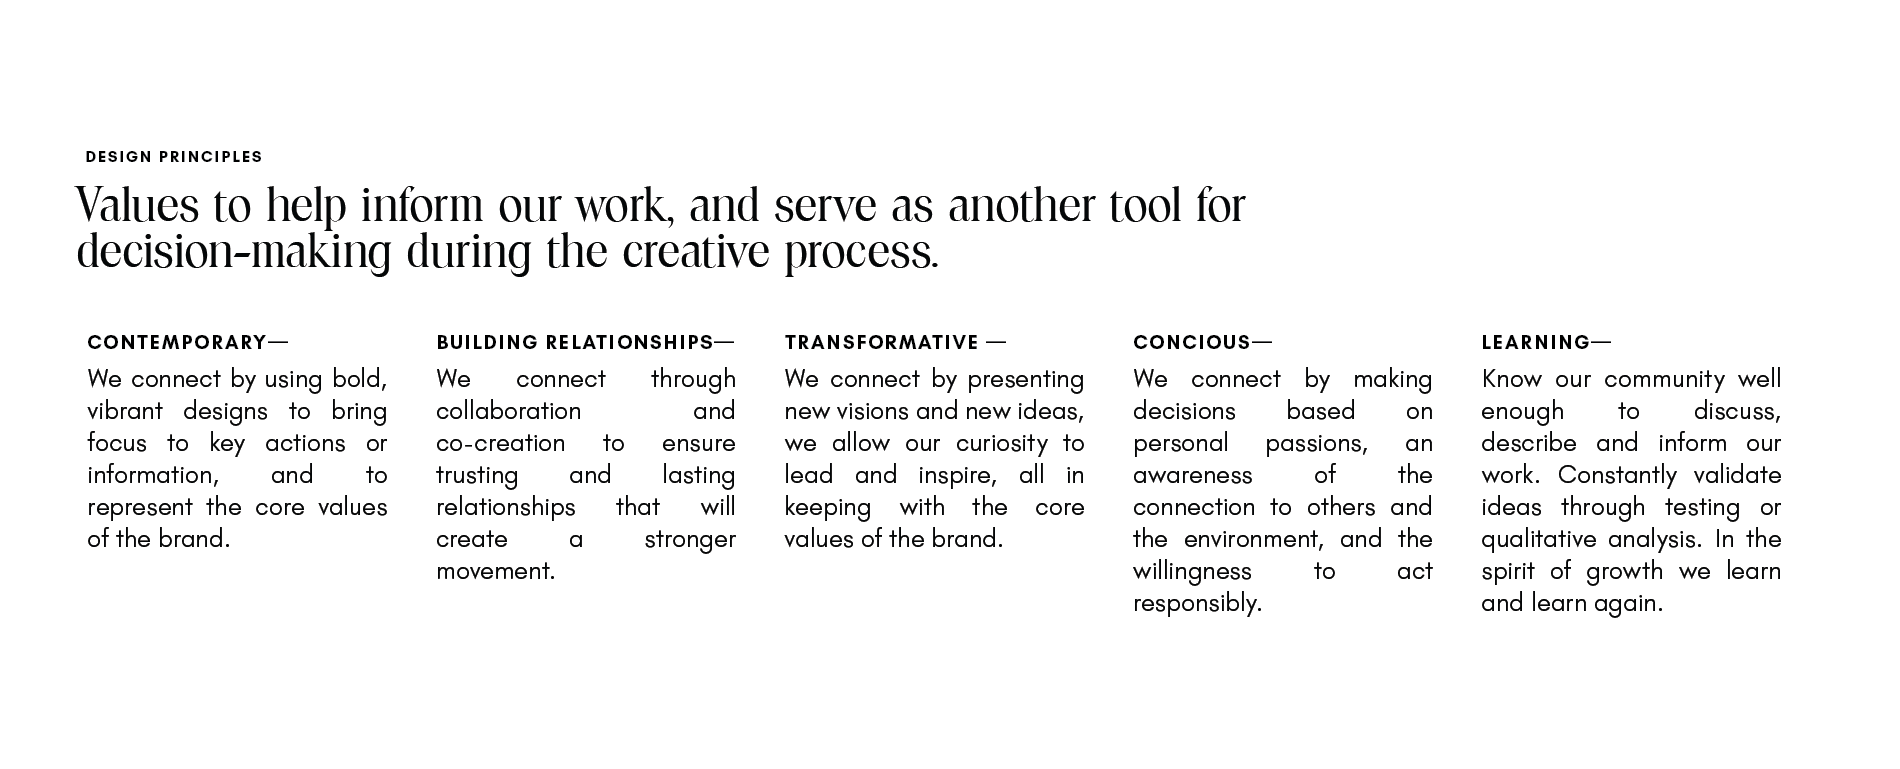 DESIGN PRINCIPLES
Values to help inform our work, and serve as another tool for
decision-making during the creative process.
CONTEMPORARY—
We connect by using bold,
vibrant designs to bring
focus to key actions or
information, and to
represent the core values
of the brand.
BUILDING RELATIONSHIPS—
We connect through
collaboration and
co-creation to ensure
trusting and lasting
relationships that will
create a stronger
movement.
TRANSFORMATIVE —
We connect by presenting
new visions and new ideas,
we allow our curiosity to
lead and inspire, all in
keeping with the core
values of the brand.
CONCIOUS—
We connect by making
decisions based on
personal passions, an
awareness of the
connection to others and
the environment, and the
willingness to act
responsibly.
LEARNING—
Know our community well
enough to discuss,
describe and inform our
work. Constantly validate
ideas through testing or
qualitative analysis. In the
spirit of growth we learn
and learn again.